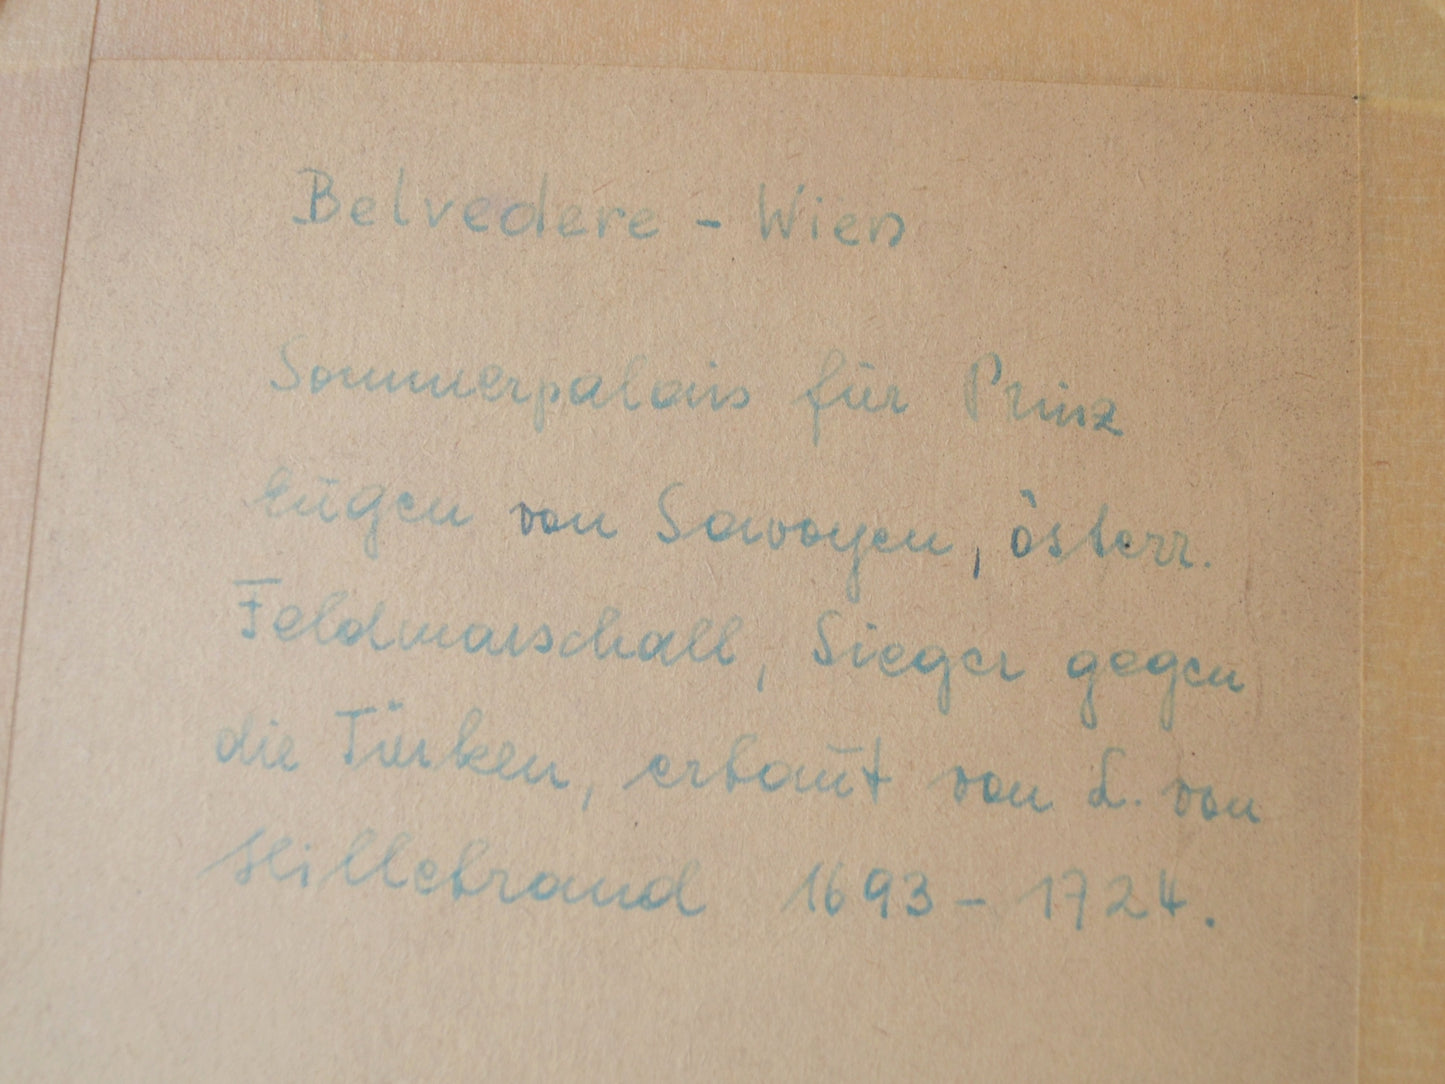 Belvedere - Wien
Sommerpalais für Prinz
Eugen von Savoyen, österr.
Feldmarschall, Sieger gegen
die Türken, erbaut von L. von
Hillebrand 1693 - 1724.